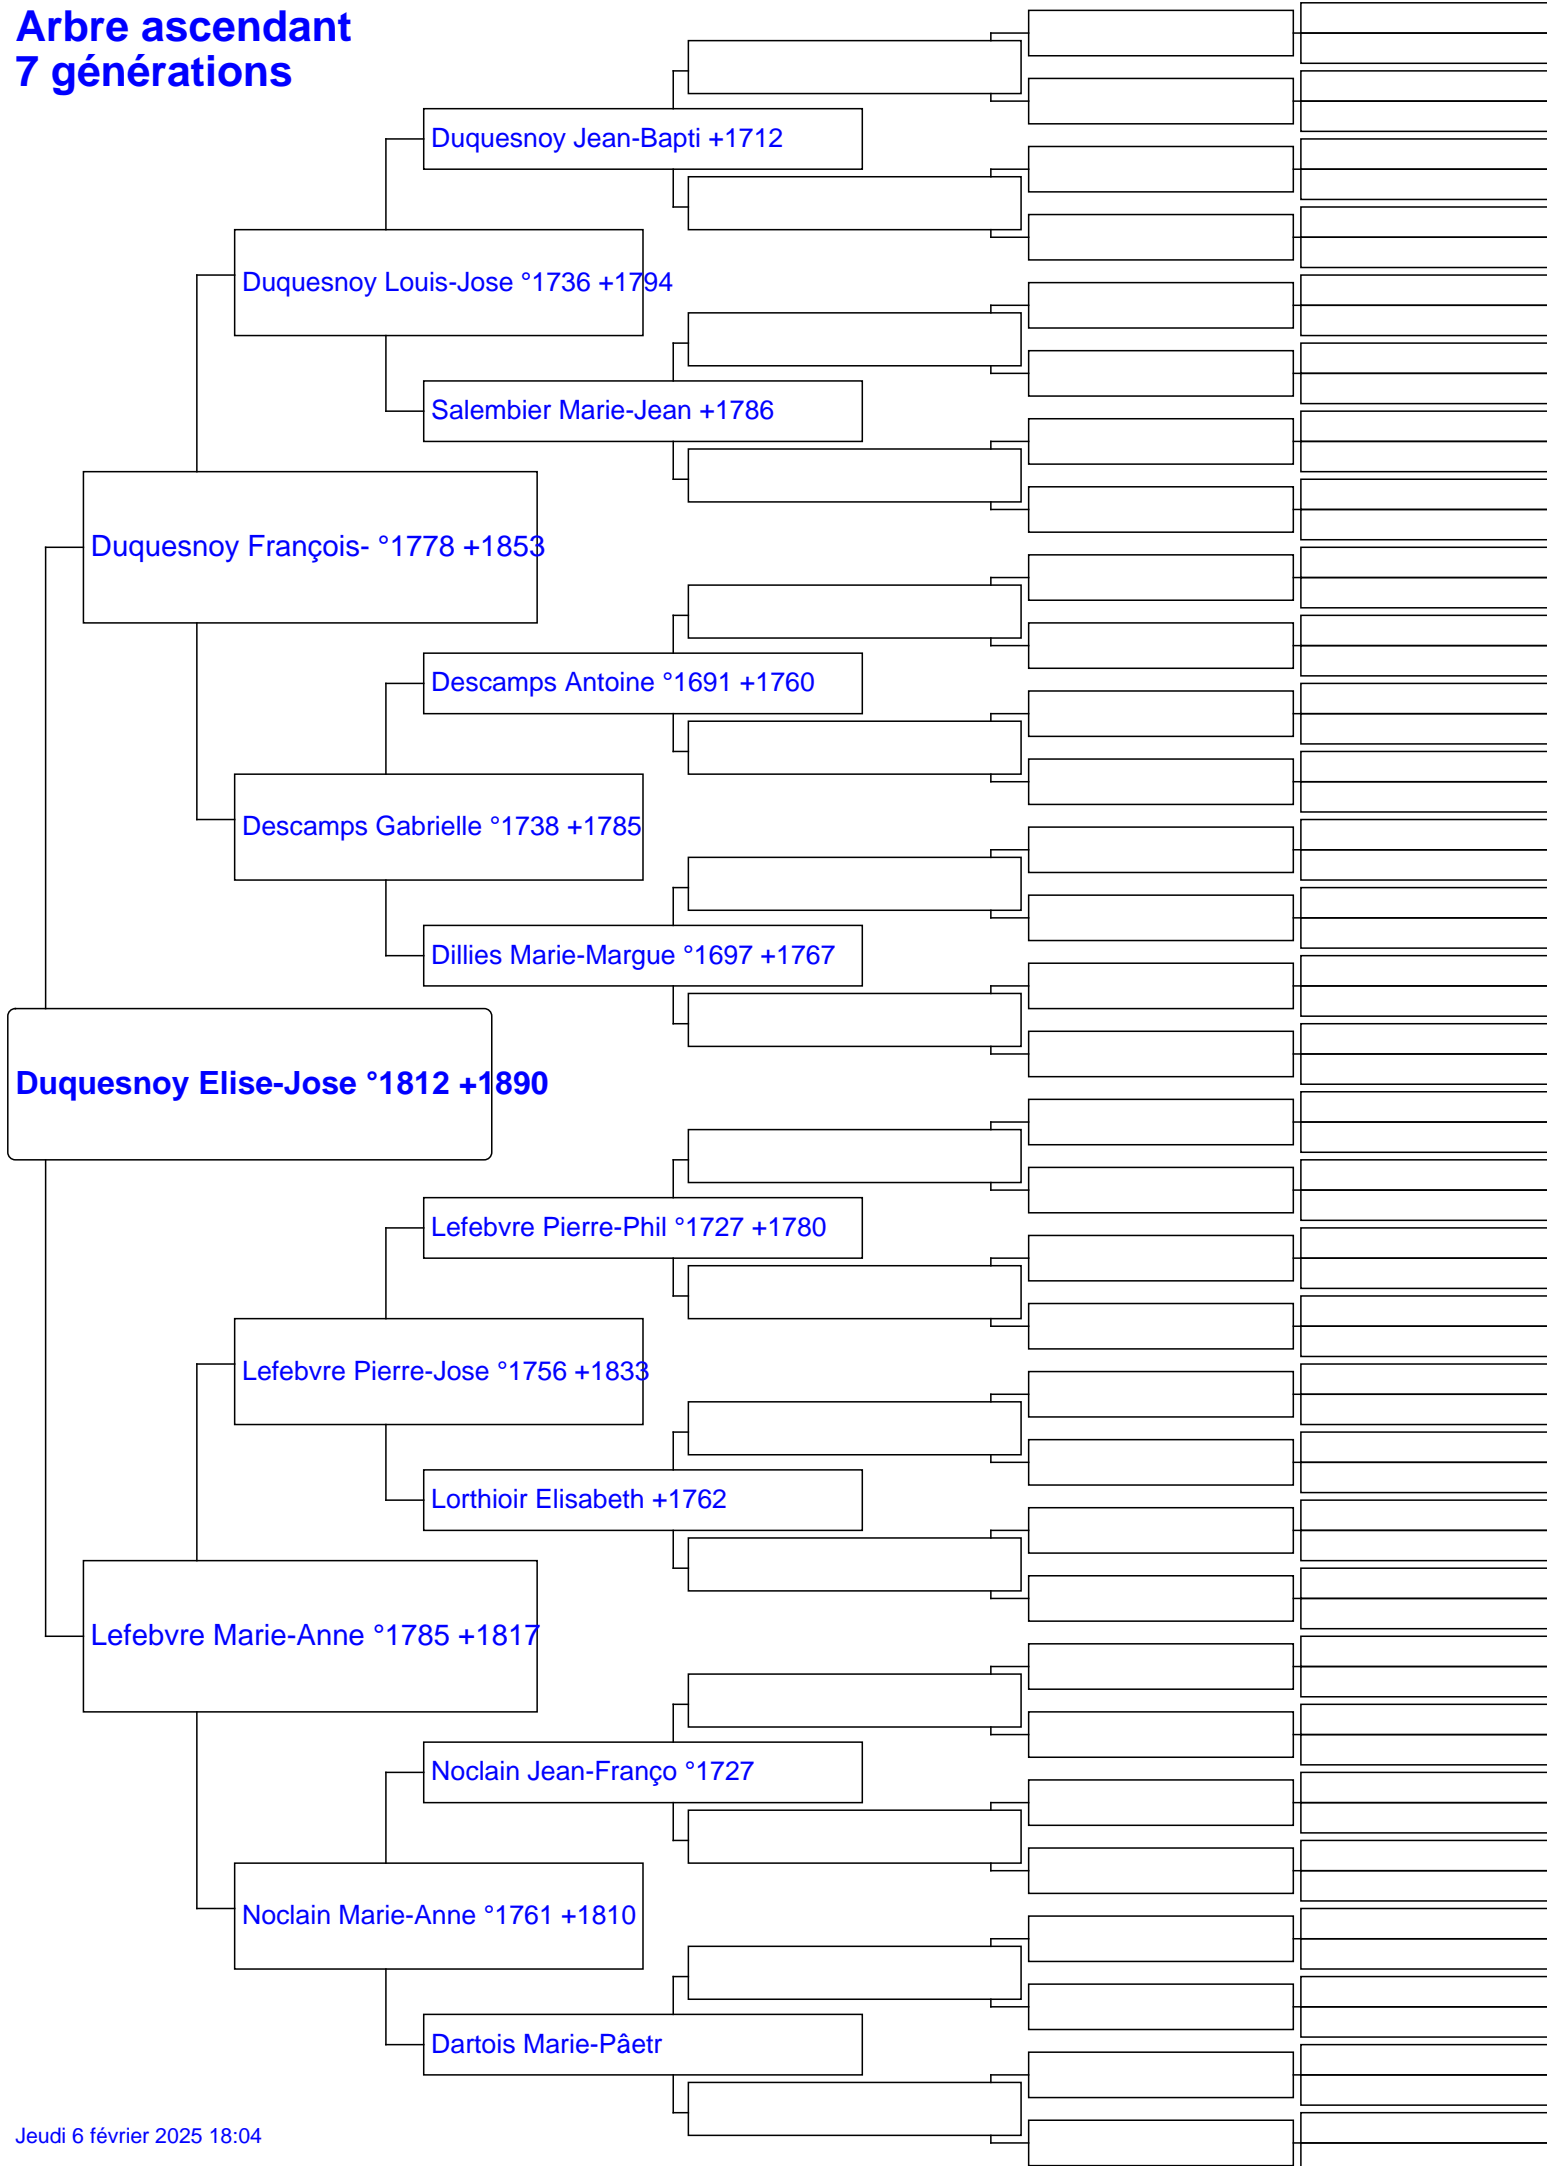 Arbre ascendant
7 générations
Duquesnoy Jean-Bapti +1712
Duquesnoy Louis-Jose °1736 +1794
Salembier Marie-Jean +1786
Duquesnoy François- °1778 +1853
Descamps Antoine °1691 +1760
Descamps Gabrielle °1738 +1785
Dillies Marie-Margue °1697 +1767
Duquesnoy Elise-Jose °1812 +1890
Lefebvre Pierre-Phil °1727 +1780
Lefebvre Pierre-Jose °1756 +1833
Lorthioir Elisabeth +1762
Lefebvre Marie-Anne °1785 +1817
Noclain Jean-Franço °1727
Noclain Marie-Anne °1761 +1810
Dartois Marie-Pâetr
Jeudi 6 février 2025 18:04